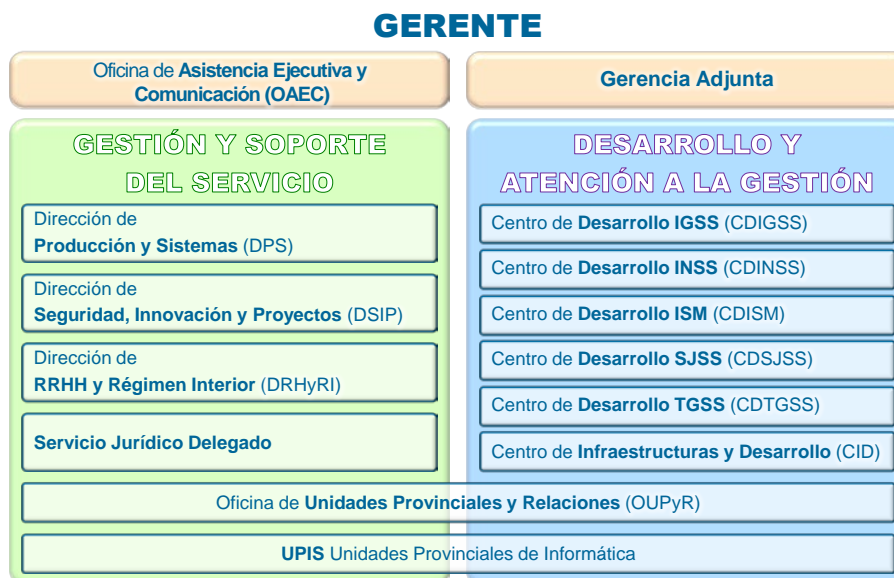 GERENTE
Oficina de Asistencia Ejecutiva y
Comunicación (OAEC)
Gerencia Adjunta
GESTIÓN Y SOPORTE
DEL SERVICIO
Dirección de
Producción y Sistemas (DPS)
Dirección de
Seguridad, Innovación y Proyectos (DSIP)
Dirección de
RRHH y Régimen Interior (DRHyRI)
Servicio Jurídico Delegado
DESARROLLO Y
ATENCIÓN A LA GESTIÓN
Centro de Desarrollo IGSS (CDIGSS)
Centro de Desarrollo INSS (CDINSS)
Centro de Desarrollo ISM (CDISM)
Centro de Desarrollo SJSS (CDSJSS)
Centro de Desarrollo TGSS (CDTGSS)
Centro de Infraestructuras y Desarrollo (CID)
Oficina de Unidades Provinciales y Relaciones (OUPyR)
UPIS Unidades Provinciales de Informática